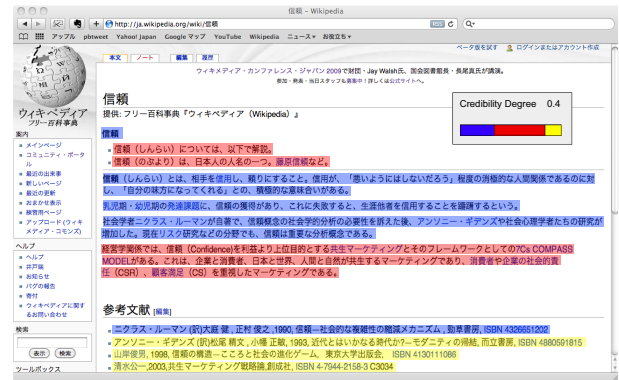 信頼 – Wikipedia
http://ja.wikipedia.org/wiki/信頼
RSS
アップル pbtweet Yahoo! Japan Google マップ YouTube Wikipedia ニュース▾ お役立ち▾
ページ版を試す ログインまたはアカウント作成
本文 ノート 編集 履歴
ウィキメディア・カンファレンス・ジャパン 2009で財団・Jay Walsh氏、国会図書館長・長尾真氏が講演。
参加・発表・当日スタッフも募集中！詳しくは公式サイトへ。
ウィキペディア
フリー百科事典
案内
メインページ
コミュニティ・ポータル
最近の出来事
新しいページ
最近の更新
おまかせ表示
練習用ページ
アップロード (ウィキメディア・コモンズ)
ヘルプ
ヘルプ
井戸端
お知らせ
バグの報告
寄付
ウィキペディアに関するお問い合わせ
検索
表示 検索
ツールボックス
信頼
提供: フリー百科事典『ウィキペディア（Wikipedia）』
Credibility Degree 0.4
信頼
信頼（しんらい）については、以下で解説。
信頼（のぶより）は、日本人の人名の一つ。藤原信頼など。
信頼（しんらい）とは、相手を信用し、頼りにすること。信用が、「悪いようにはしないだろう」程度の消極的な人間関係であるのに対
し、「自分の味方になってくれる」との、積極的な意味合いがある。
乳児期・幼児期の発達課題に、信頼の獲得があり、これに失敗すると、生涯他者を信用することを躊躇するという。
社会学者ニクラス・ルーマンが自著で、信頼概念の社会学的分析の必要性を訴えた後、アンソニー・ギデンズや社会心理学者たちの研究が
増加した。現在リスク研究などの分野でも、信頼は重要な分析概念である。
経営学関係では、信頼（Confidence)を利益より上位目的とする共生マーケティングとそのフレームワークとしての7Cs COMPASS
MODELがある。これは、企業と消費者、日本と世界、人間と自然が共生するマーケティングであり、消費者や企業の社会的責
任（CSR）、顧客満足（CS）を重視したマーケティングである。
参考文献 [編集]
ニクラス・ルーマン (訳)大庭 健 , 正村 俊之 ,1990, 信頼―社会的な複雑性の縮減メカニズム , 勁草書房, ISBN 4326651202
アンソニー・ギデンズ (訳)松尾 精文 , 小幡 正敏, 1993, 近代とはいかなる時代か?―モダニティの帰結, 而立書房, ISBN 4880591815
山岸俊男, 1998, 信頼の構造―こころと社会の進化ゲーム, 東京大学出版会, ISBN 4130111086
清水公一,2003,共生マーケティング戦略論,創成社, ISBN 4-7944-2158-3 C3034